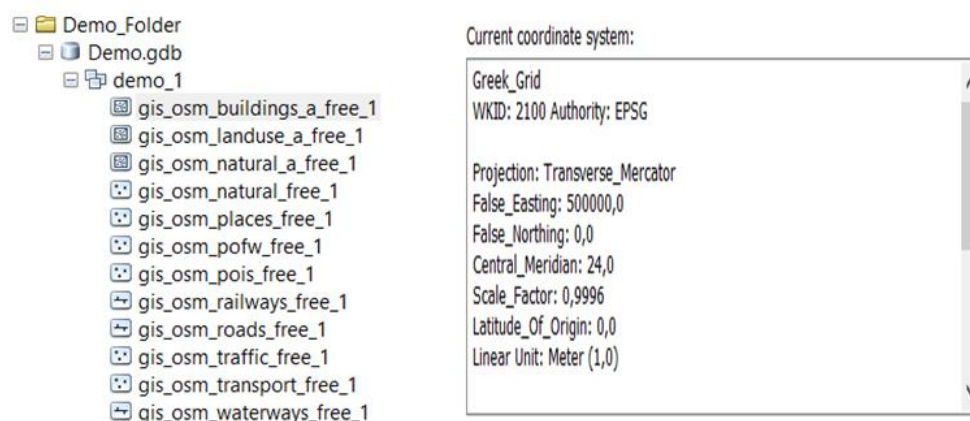 Demo_Folder
Demo.gdb
demo_1
gis_osm_buildings_a_free_1
gis_osm_landuse_a_free_1
gis_osm_natural_a_free_1
gis_osm_natural_free_1
gis_osm_places_free_1
gis_osm_pofw_free_1
gis_osm_pois_free_1
gis_osm_railways_free_1
gis_osm_roads_free_1
gis_osm_traffic_free_1
gis_osm_transport_free_1
gis_osm_waterways_free_1
Current coordinate system:
Greek_Grid
WKID: 2100 Authority: EPSG
Projection: Transverse_Mercator
False_Easting: 500000,0
False_Northing: 0,0
Central_Meridian: 24,0
Scale_Factor: 0,9996
Latitude_Of_Origin: 0,0
Linear Unit: Meter (1,0)